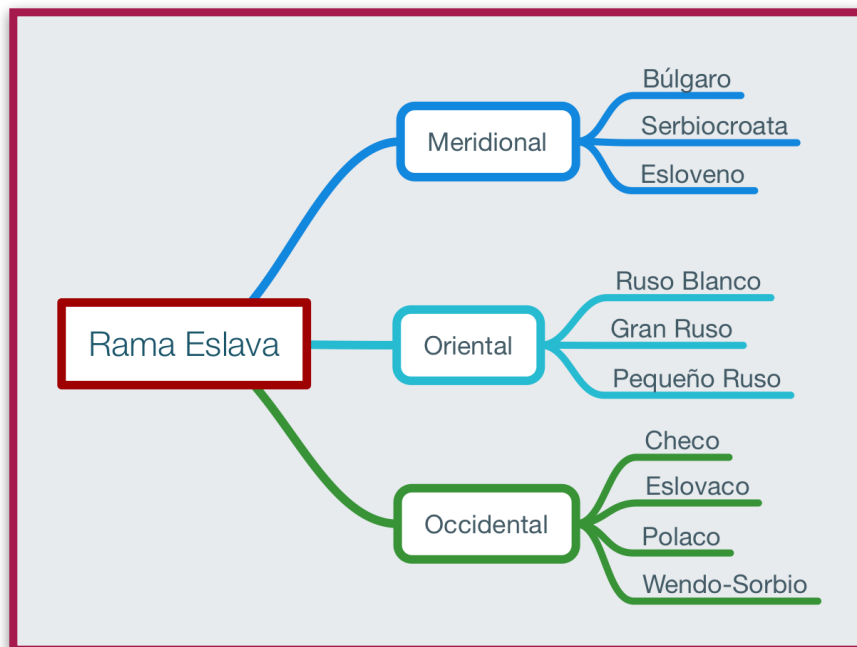 Rama Eslava
Meridional
Búlgaro
Serbiocroata
Esloveno
Oriental
Ruso Blanco
Gran Ruso
Pequeño Ruso
Occidental
Checo
Eslovaco
Polaco
Wendo-Sorbio